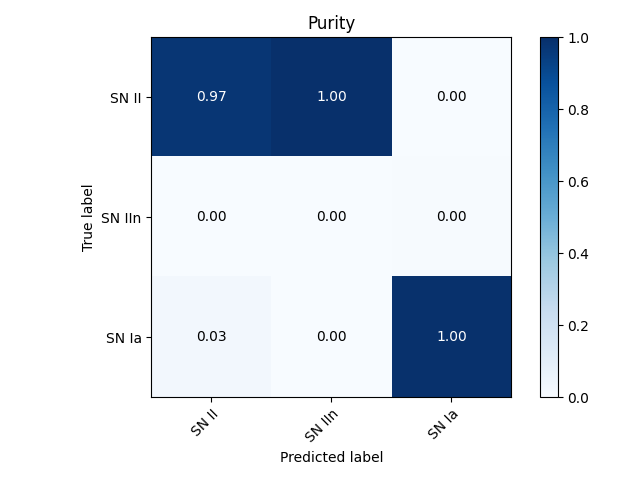 Purity
SN II
0.97
1.00
0.00
SN IIn
0.00
0.00
0.00
SN Ia
0.03
0.00
1.00
SN II
SN IIn
SN Ia
Predicted label
True label
1.0
0.8
0.6
0.4
0.2
0.0